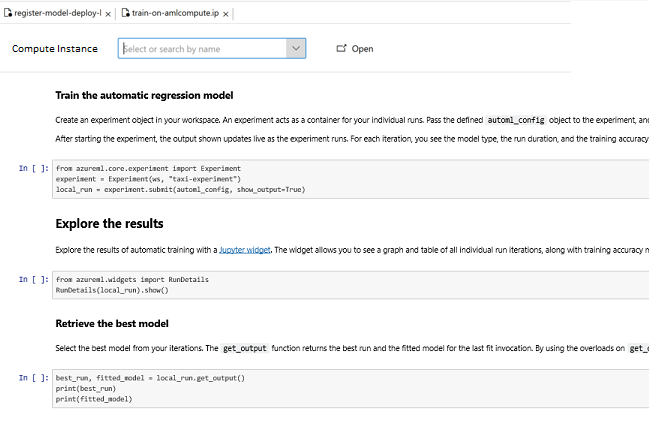 register-model-deploy-l × train-on-amlcompute.ip ×
Compute Instance Select or search by name Open
Train the automatic regression model
Create an experiment object in your workspace. An experiment acts as a container for your individual runs. Pass the defined automl_config object to the experiment, and
After starting the experiment, the output shown updates live as the experiment runs. For each iteration, you see the model type, the run duration, and the training accuracy
In [ ]: from azureml.core.experiment import Experiment
experiment = Experiment(ws, "taxi-experiment")
local_run = experiment.submit(automl_config, show_output=True)
Explore the results
Explore the results of automatic training with a Jupyter widget. The widget allows you to see a graph and table of all individual run iterations, along with training accuracy m
In [ ]: from azureml.widgets import RunDetails
RunDetails(local_run).show()
Retrieve the best model
Select the best model from your iterations. The get_output function returns the best run and the fitted model for the last fit invocation. By using the overloads on get_
In [ ]: best_run, fitted_model = local_run.get_output()
print(best_run)
print(fitted_model)